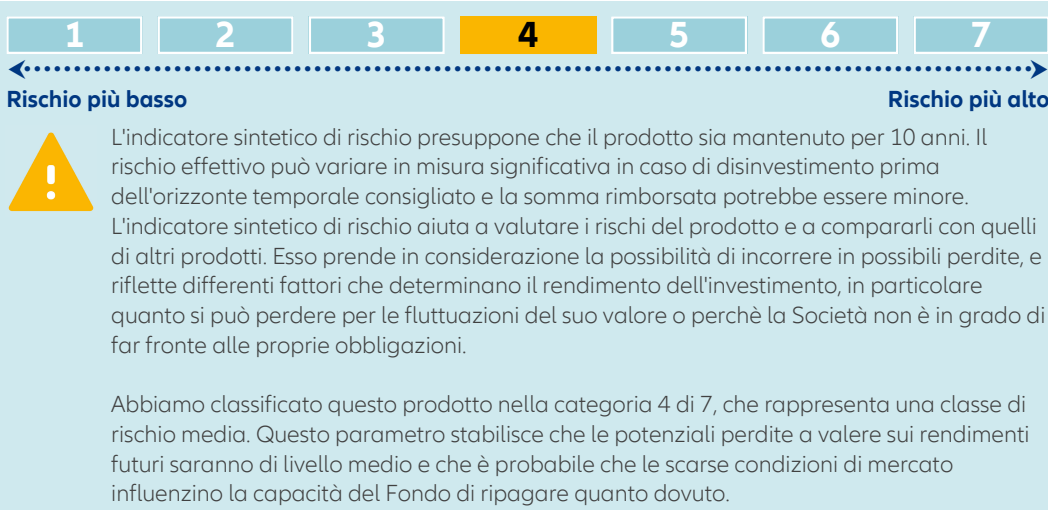 1 2 3 4 5 6 7
Rischio più basso Rischio più alto
L'indicatore sintetico di rischio presuppone che il prodotto sia mantenuto per 10 anni. Il
rischio effettivo può variare in misura significativa in caso di disinvestimento prima
dell'orizzonte temporale consigliato e la somma rimborsata potrebbe essere minore.
L'indicatore sintetico di rischio aiuta a valutare i rischi del prodotto e a compararli con quelli
di altri prodotti. Esso prende in considerazione la possibilità di incorrere in possibili perdite, e
riflette differenti fattori che determinano il rendimento dell'investimento, in particolare
quanto si può perdere per le fluttuazioni del suo valore o perchè la Società non è in grado di
far fronte alle proprie obbligazioni.
Abbiamo classificato questo prodotto nella categoria 4 di 7, che rappresenta una classe di
rischio media. Questo parametro stabilisce che le potenziali perdite a valere sui rendimenti
futuri saranno di livello medio e che è probabile che le scarse condizioni di mercato
influenzino la capacità del Fondo di ripagare quanto dovuto.